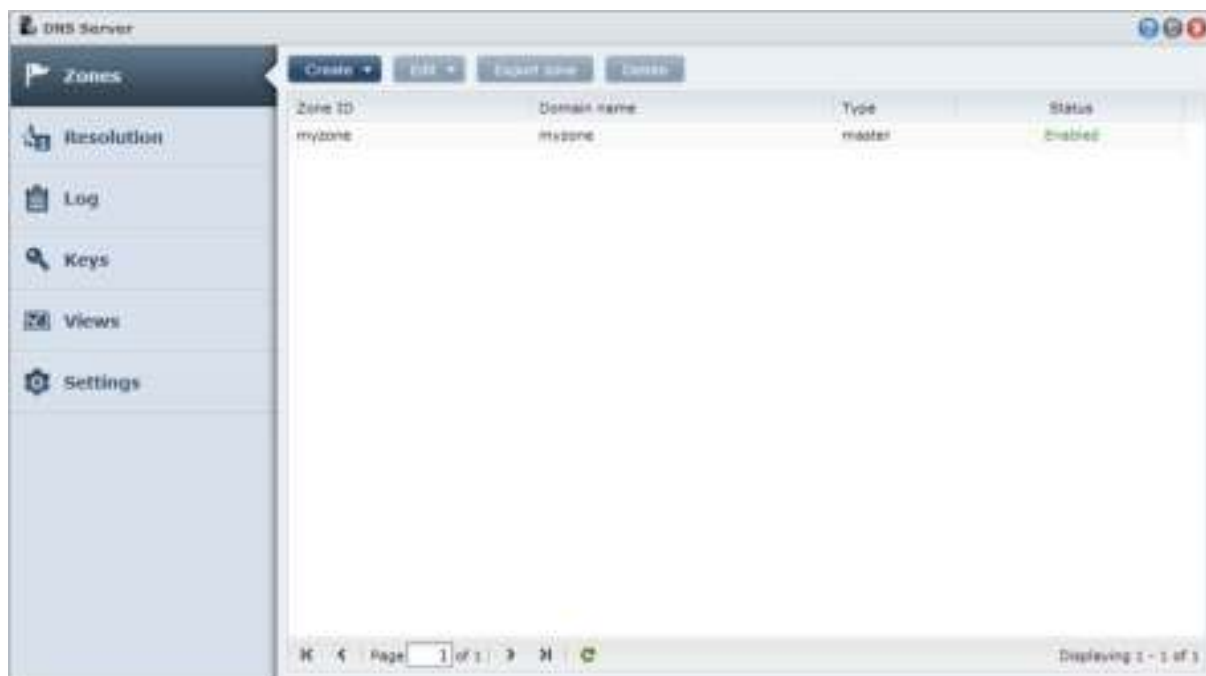 DNS Server
Zones
Resolution
Log
Keys
Views
Settings
Create Edit Export zone Delete
Zone ID Domain name Type Status
myzone myzone master Enabled
Page 1 of 1
Displaying 1 - 1 of 1